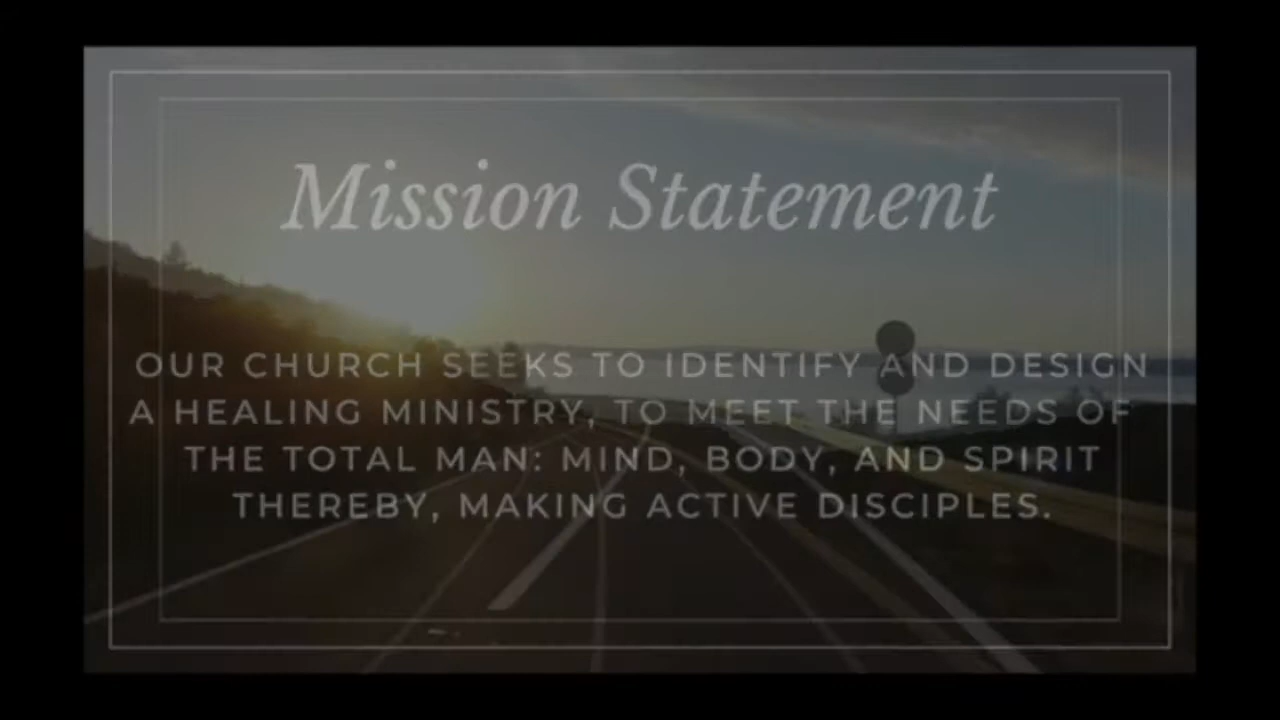 Mission Statement
OUR CHURCH SEEKS TO IDENTIFY AND DESIGN
A HEALING MINISTRY, TO MEET THE NEEDS OF
THE TOTAL MAN: MIND, BODY, AND SPIRIT
THEREBY, MAKING ACTIVE DISCIPLES.